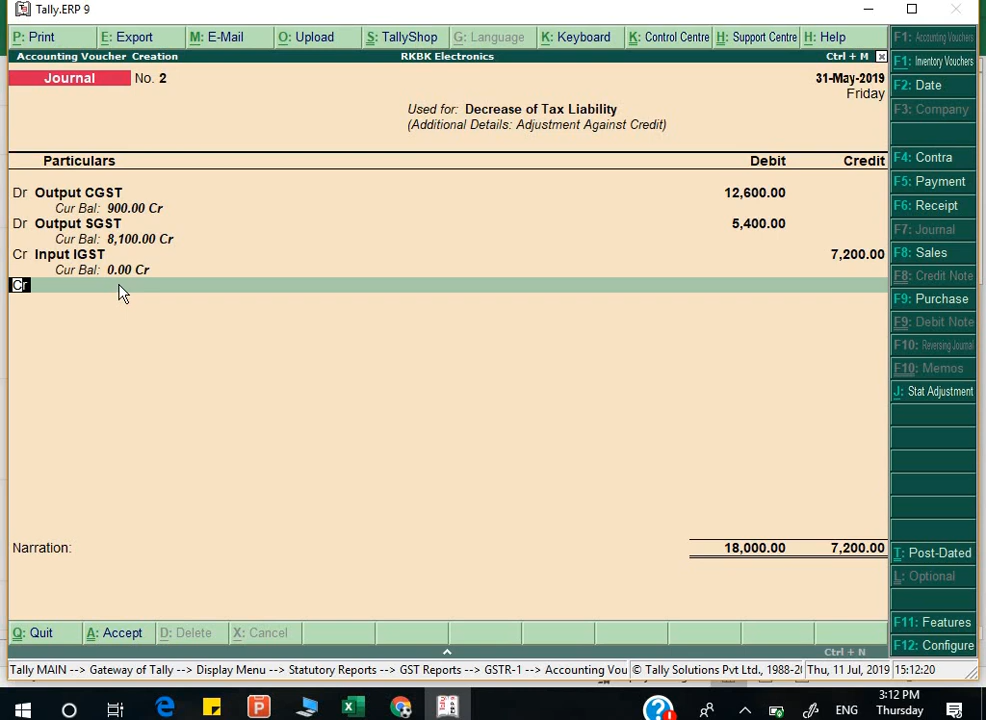 Tally.ERP 9
P: Print
E: Export
M: E-Mail
O: Upload
S: TallyShop
G: Language
K: Keyboard
K: Control Centre
H: Support Centre
H: Help
F1: Accounting Vouchers
Accounting Voucher Creation
RKBK Electronics
Ctrl + M
F1: Inventory Vouchers
Journal
No. 2
31-May-2019
Friday
F2: Date
Used for: Decrease of Tax Liability
F3: Company
(Additional Details: Adjustment Against Credit)
Particulars
Debit
Credit
F4: Contra
F5: Payment
Dr Output CGST
12,600.00
Cur Bal: 900.00 Cr
F6: Receipt
Dr Output SGST
5,400.00
F7: Journal
Cur Bal: 8,100.00 Cr
Cr Input IGST
7,200.00
F8: Sales
Cur Bal: 0.00 Cr
F8: Credit Note
Cr
F9: Purchase
F9: Debit Note
F10: Reversing Journal
F10: Memos
J: Stat Adjustment
Narration:
18,000.00
7,200.00
T: Post-Dated
L: Optional
F11: Features
Q: Quit
A: Accept
D: Delete
X: Cancel
F12: Configure
Ctrl + N
Tally MAIN --> Gateway of Tally --> Display Menu --> Statutory Reports --> GST Reports --> GSTR-1 --> Accounting Vou
© Tally Solutions Pvt Ltd., 1988-20
Thu, 11 Jul, 2019
15:12:20
ENG
3:12 PM
Thursday